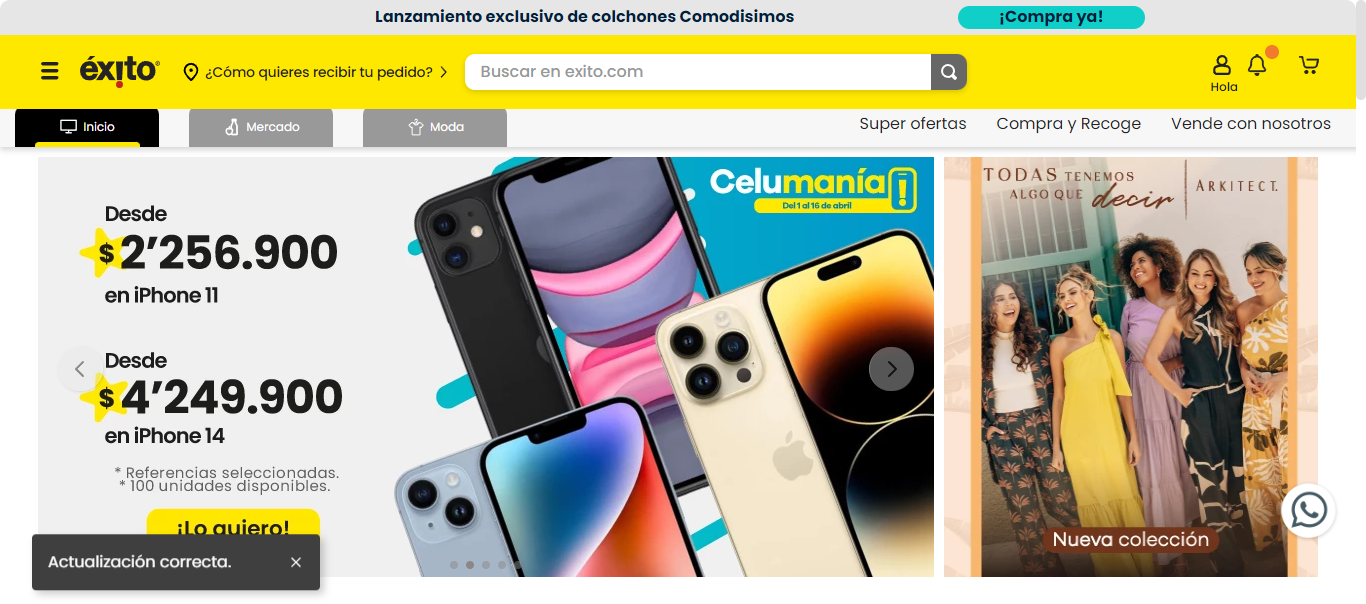 Lanzamiento exclusivo de colchones Comodisimos
¡Compra ya!
éxito
¿Cómo quieres recibir tu pedido?
Buscar en exito.com
Hola
Inicio
Mercado
Moda
Super ofertas
Compra y Recoge
Vende con nosotros
Desde
$ 2’256.900
en iPhone 11
Desde
$ 4’249.900
en iPhone 14
* Referencias seleccionadas.
* 100 unidades disponibles.
¡Lo quiero!
Celumanía
Del 1 al 16 de abril
TODAS TENEMOS
ALGO QUE decir
ARKITECT.
Nueva colección
Actualización correcta.